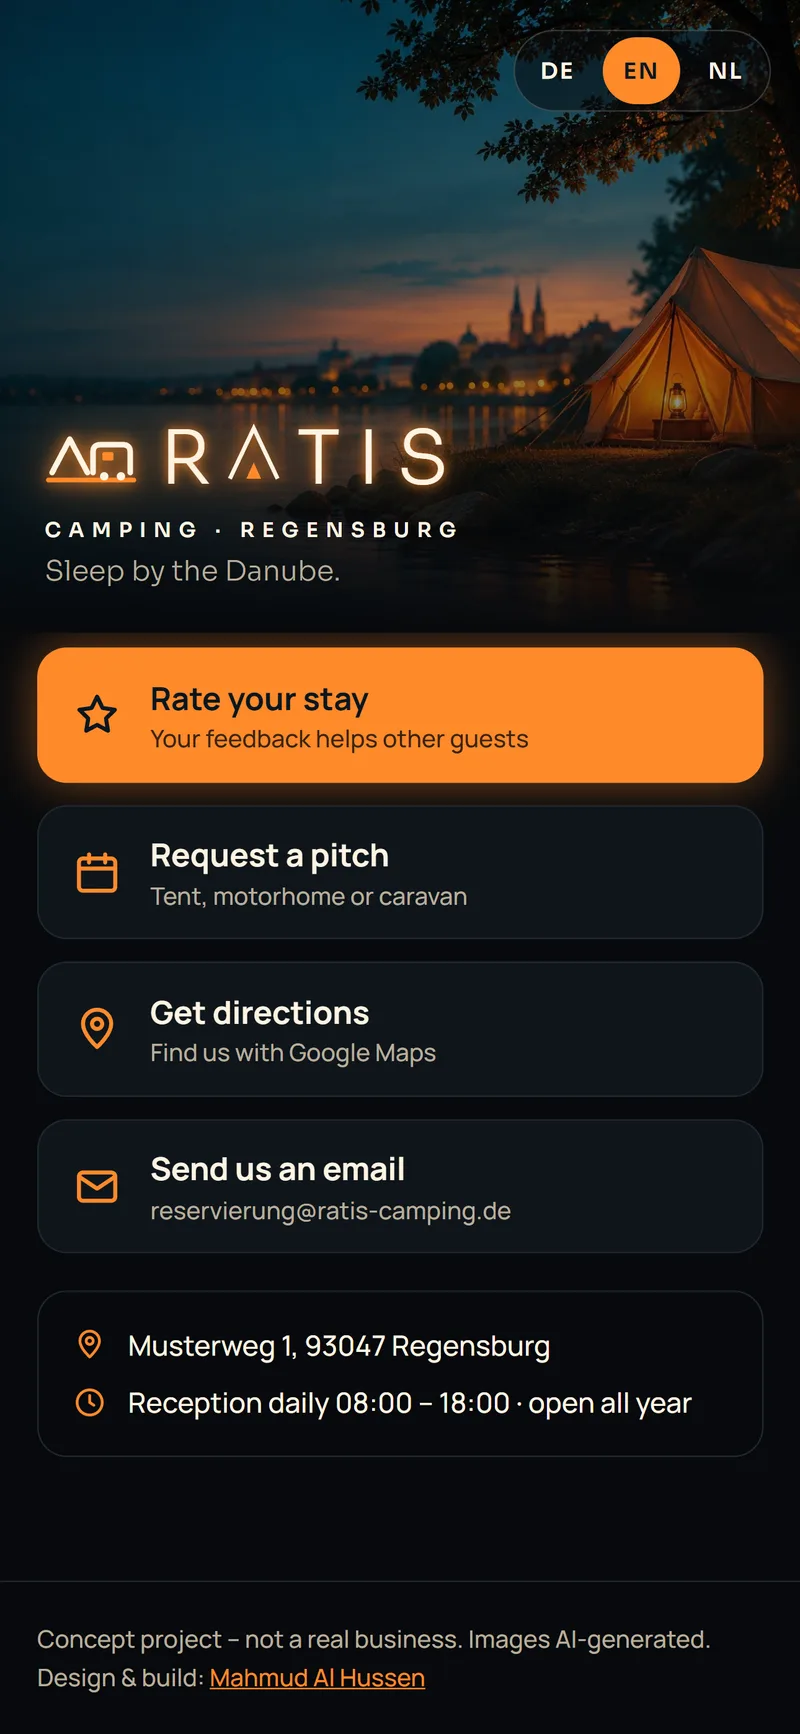 DE EN NL
RATIS
CAMPING · REGENSBURG
Sleep by the Danube.
Rate your stay
Your feedback helps other guests
Request a pitch
Tent, motorhome or caravan
Get directions
Find us with Google Maps
Send us an email
reservierung@ratis-camping.de
Musterweg 1, 93047 Regensburg
Reception daily 08:00 – 18:00 · open all year
Concept project – not a real business. Images AI-generated.
Design & build: Mahmud Al Hussen